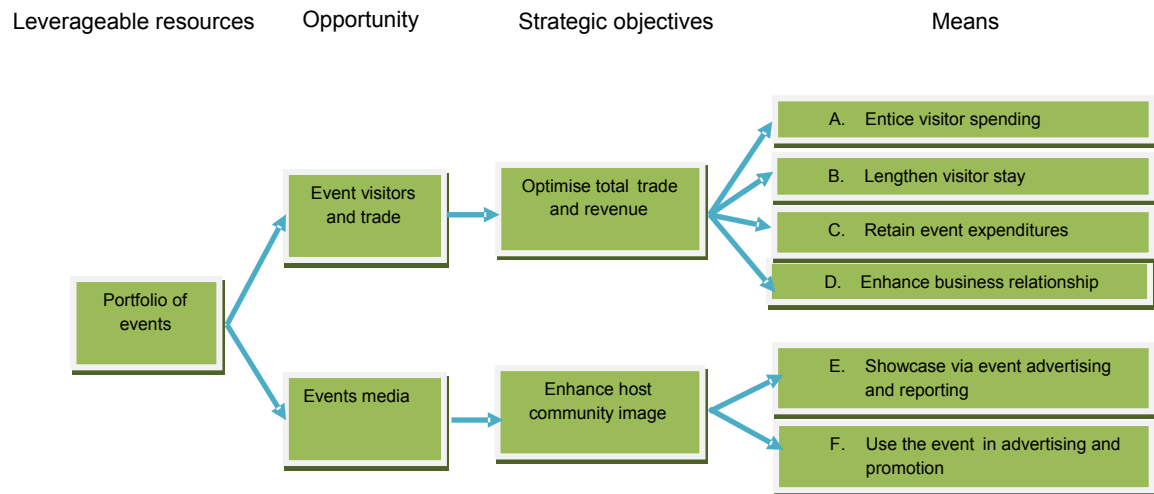 Leverageable resources
Opportunity
Strategic objectives
Means
Portfolio of
events
Event visitors
and trade
Events media
Optimise total trade
and revenue
Enhance host
community image
A. Entice visitor spending
B. Lengthen visitor stay
C. Retain event expenditures
D. Enhance business relationship
E. Showcase via event advertising
and reporting
F. Use the event in advertising and
promotion